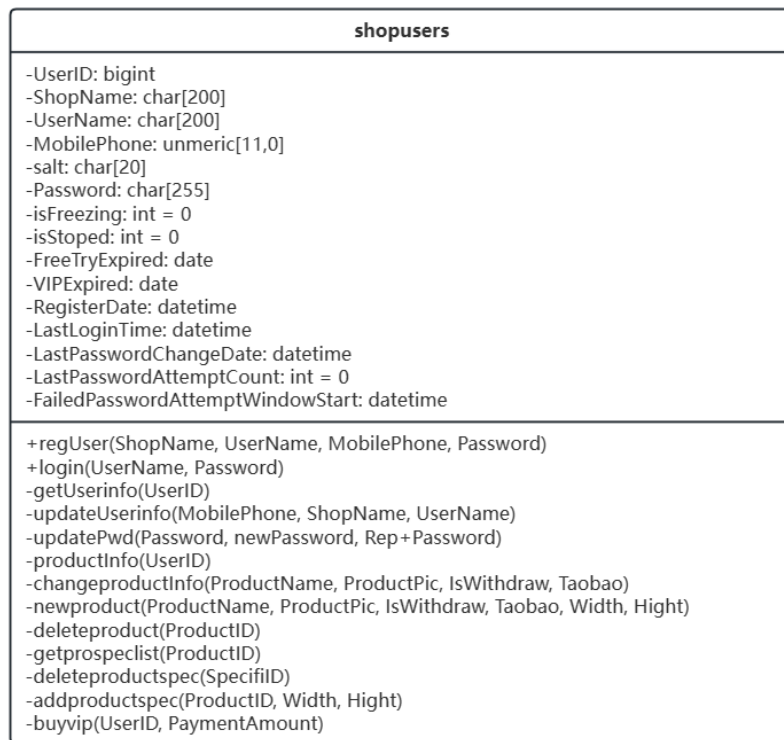 shopusers
-UserID: bigint
-ShopName: char[200]
-UserName: char[200]
-MobilePhone: unmeric[11,0]
-salt: char[20]
-Password: char[255]
-isFreezing: int = 0
-isStoped: int = 0
-FreeTryExpired: date
-VIPExpired: date
-RegisterDate: datetime
-LastLoginTime: datetime
-LastPasswordChangeDate: datetime
-LastPasswordAttemptCount: int = 0
-FailedPasswordAttemptWindowStart: datetime
+regUser(ShopName, UserName, MobilePhone, Password)
+login(UserName, Password)
-getUserinfo(UserID)
-updateUserinfo(MobilePhone, ShopName, UserName)
-updatePwd(Password, newPassword, Rep+Password)
-productInfo(UserID)
-changeproductInfo(ProductName, ProductPic, IsWithdraw, Taobao)
-newproduct(ProductName, ProductPic, IsWithdraw, Taobao, Width, Hight)
-deleteproduct(ProductID)
-getprospeclist(ProductID)
-deleteproductspec(SpecifiID)
-addproductspec(ProductID, Width, Hight)
-buyvip(UserID, PaymentAmount)